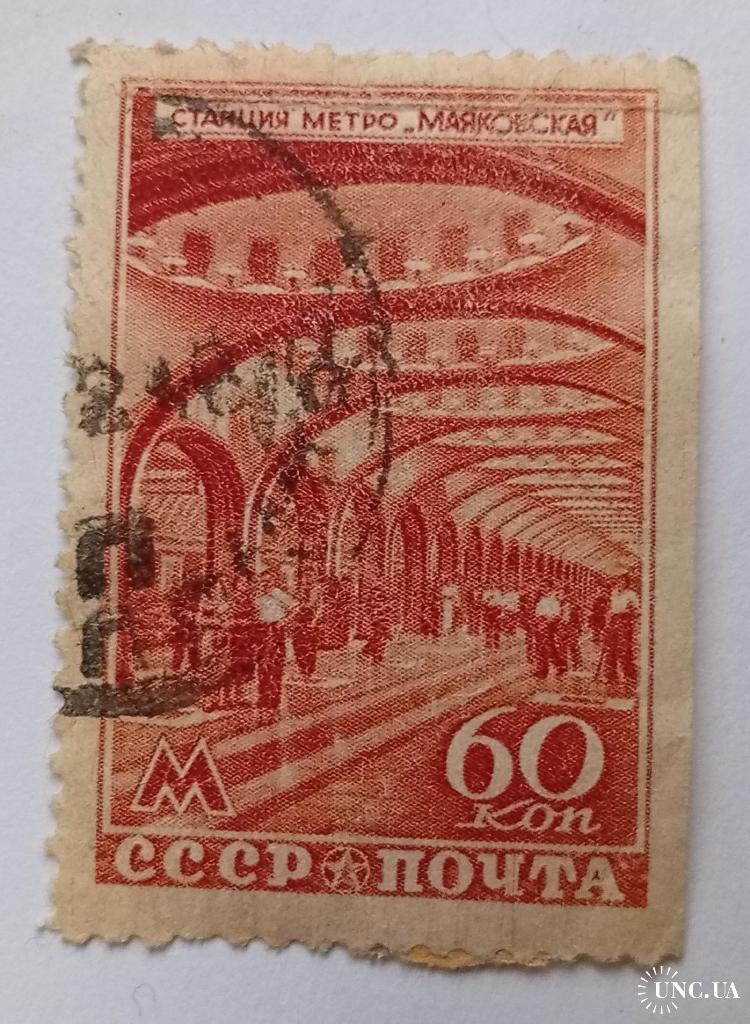 СТАНЦИЯ МЕТРО „МАЯКОВСКАЯ“
М
60
коп
СССР ПОЧТА
UNC.UA